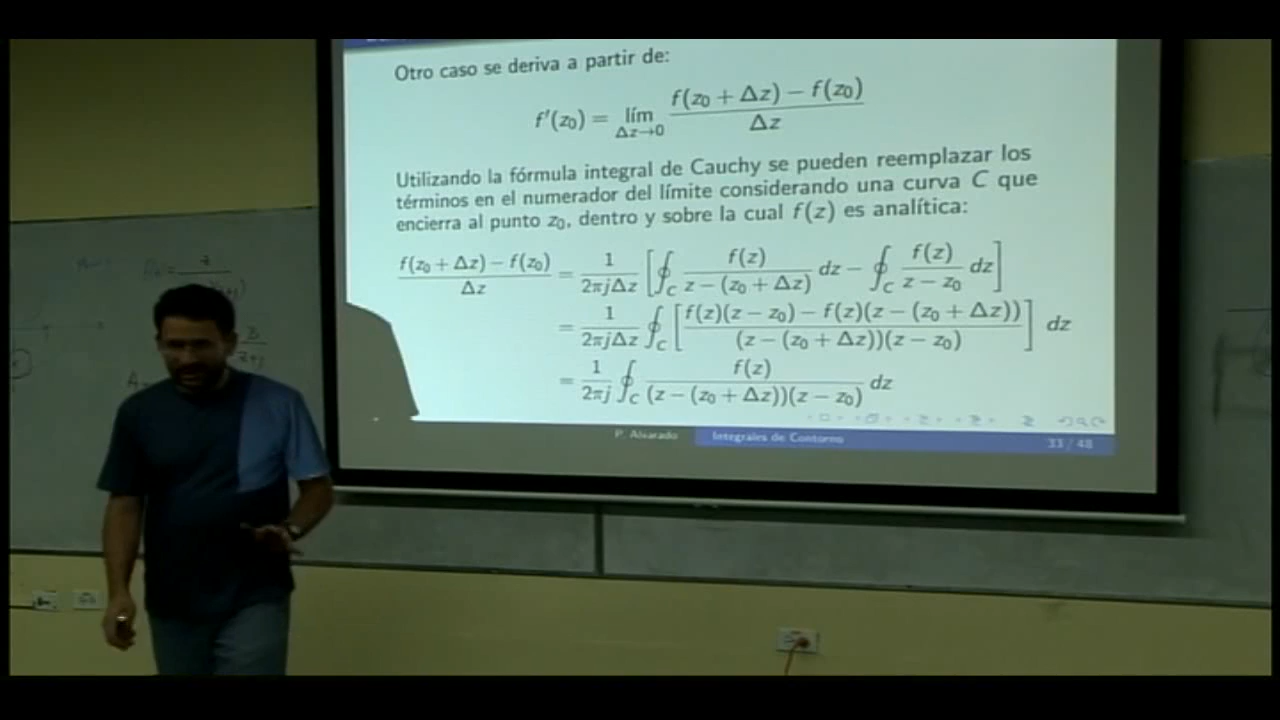 Otro caso se deriva a partir de:
f′(z₀) = lím_{Δz→0} (f(z₀ + Δz) − f(z₀)) / Δz
Utilizando la fórmula integral de Cauchy se pueden reemplazar los
términos en el numerador del límite considerando una curva C que
encierra al punto z₀, dentro y sobre la cual f(z) es analítica:
(f(z₀ + Δz) − f(z₀)) / Δz = 1/(2πjΔz) [∮_C f(z) / (z − (z₀ + Δz)) dz − ∮_C f(z) / (z − z₀) dz]
= 1/(2πjΔz) ∮_C [(f(z)(z − z₀) − f(z)(z − (z₀ + Δz))) / ((z − (z₀ + Δz))(z − z₀))] dz
= 1/(2πj) ∮_C f(z) / ((z − (z₀ + Δz))(z − z₀)) dz
P. Alvarado Integrales de Contorno 33 / 48